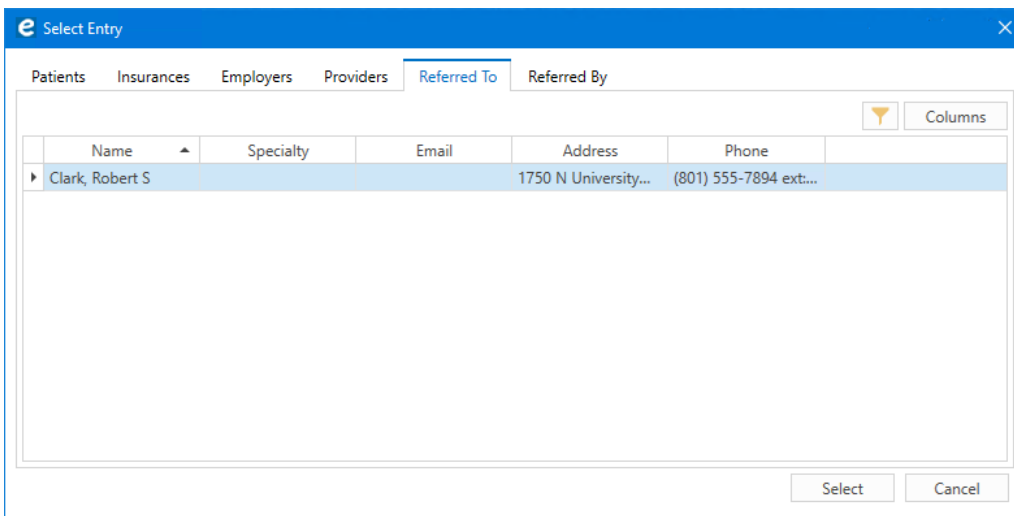 e Select Entry
Patients Insurances Employers Providers Referred To Referred By
Columns
Name Specialty Email Address Phone
Clark, Robert S 1750 N University... (801) 555-7894 ext:...
Select Cancel